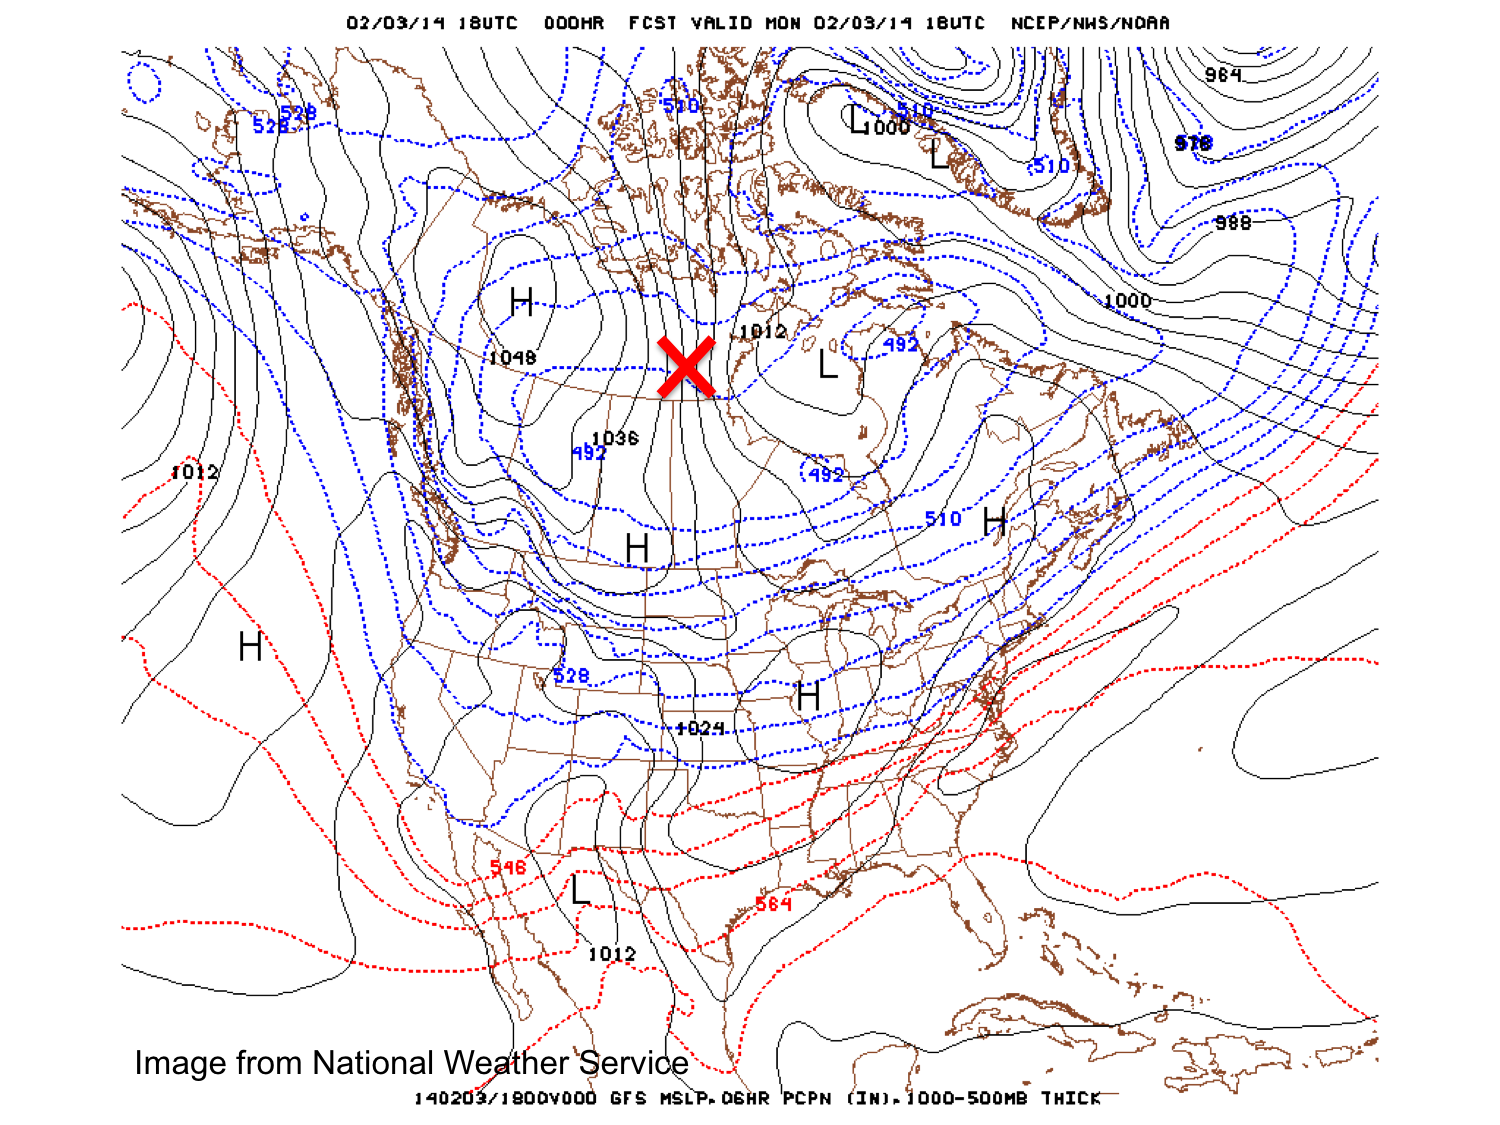 02/03/14 18UTC 000HR FCST VALID MON 02/03/14 18UTC NCEP/NWS/NOAA
964
528
528
510
510
L
1000
L
510
988
H
1000
1012
1048
492
L
1036
492
1012
492
510
H
H
H
528
H
1024
546
L
564
1012
Image from National Weather Service
140203/1800V000 GFS MSLP, 06HR PCPN (IN), 1000-500MB THICK